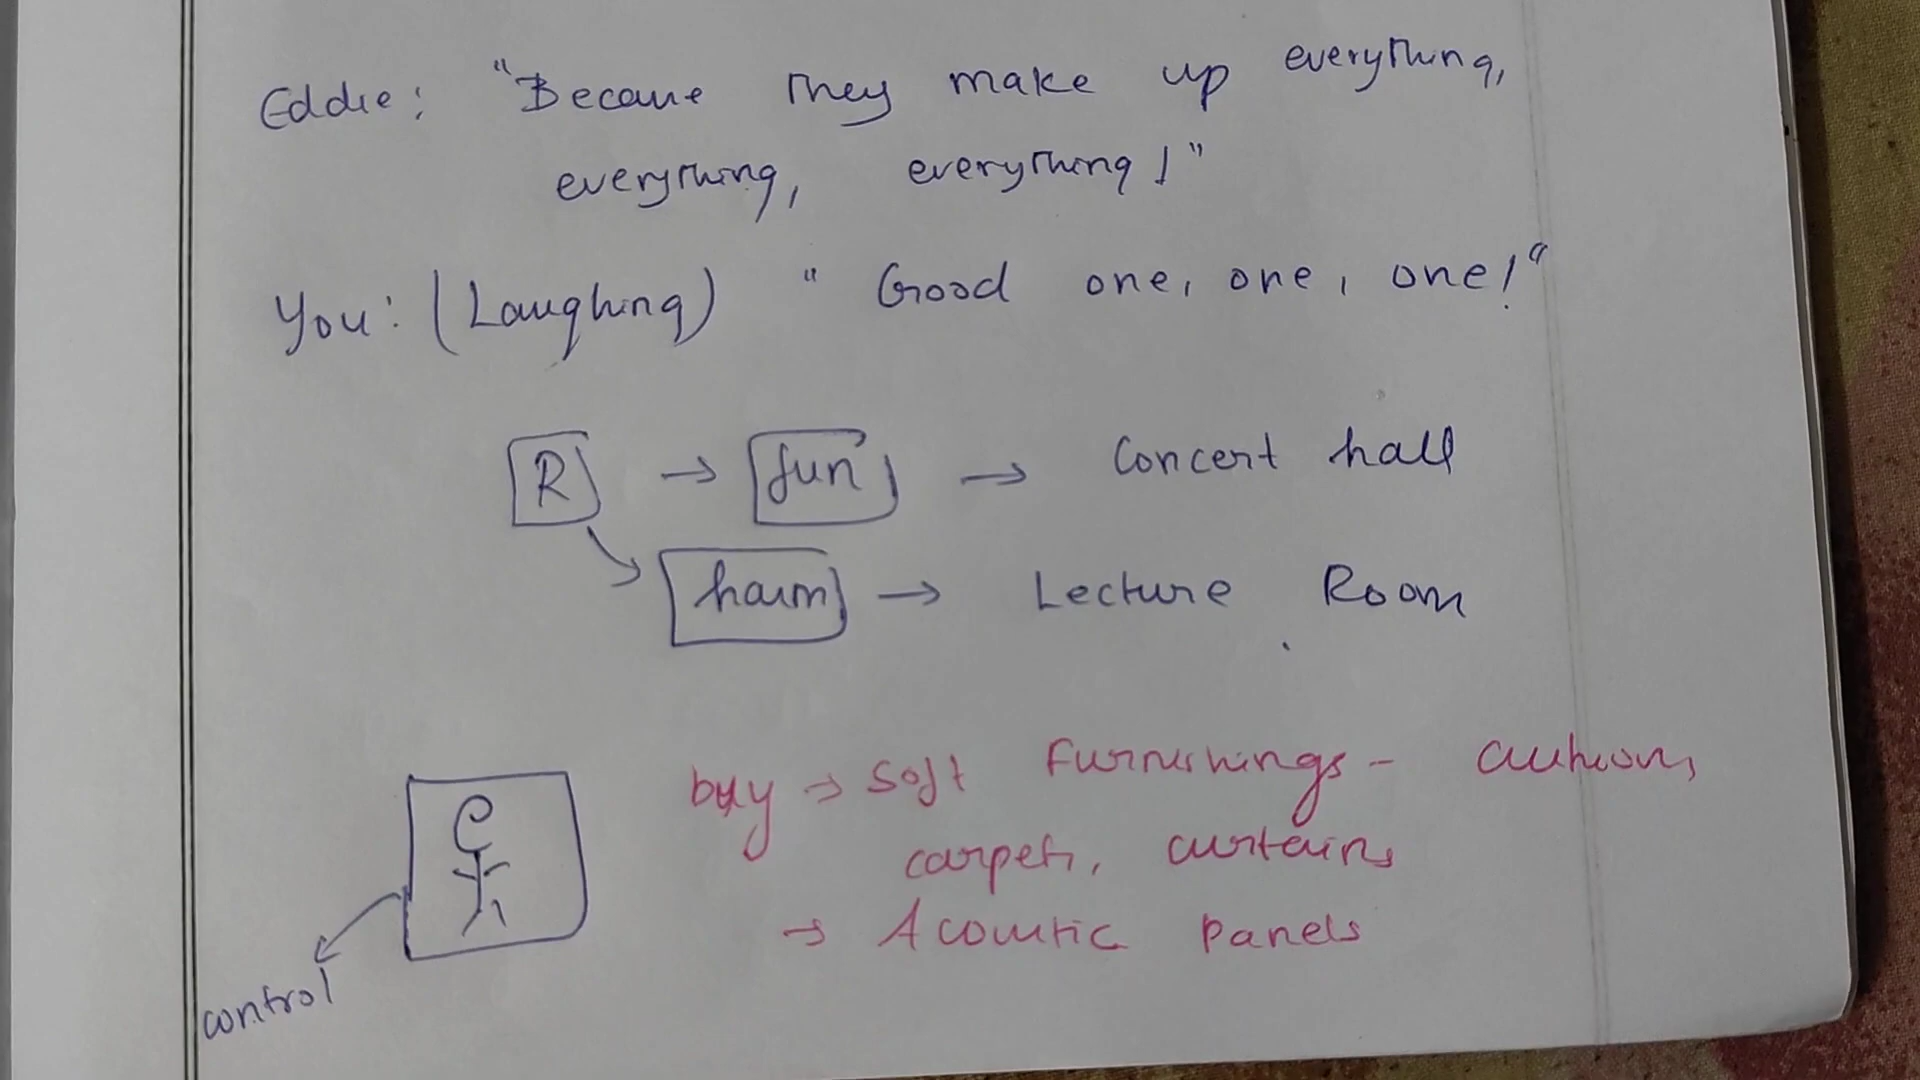 Eddie: "Because they make up everything,
everything, everything!"
You: (Laughing) "Good one, one, one!"
R → fun → Concert hall
harm → Lecture Room
buy → Soft Furnishings - cushions,
carpets, curtains
→ Acoustic Panels
control